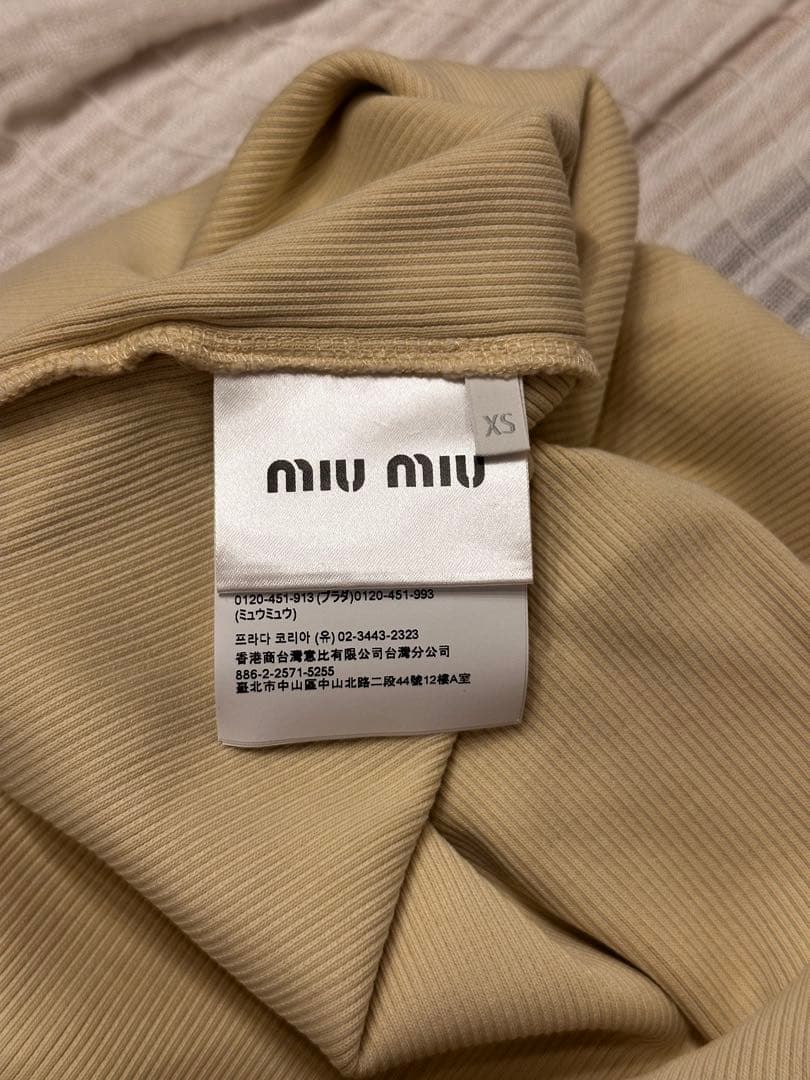 XS
miu miu
0120-451-913 (プラダ)0120-451-993
(ミュウミュウ)
프라다 코리아 (유) 02-3443-2323
香港商台灣意比有限公司台灣分公司
886-2-2571-5255
臺北市中山區中山北路二段44號12樓A室